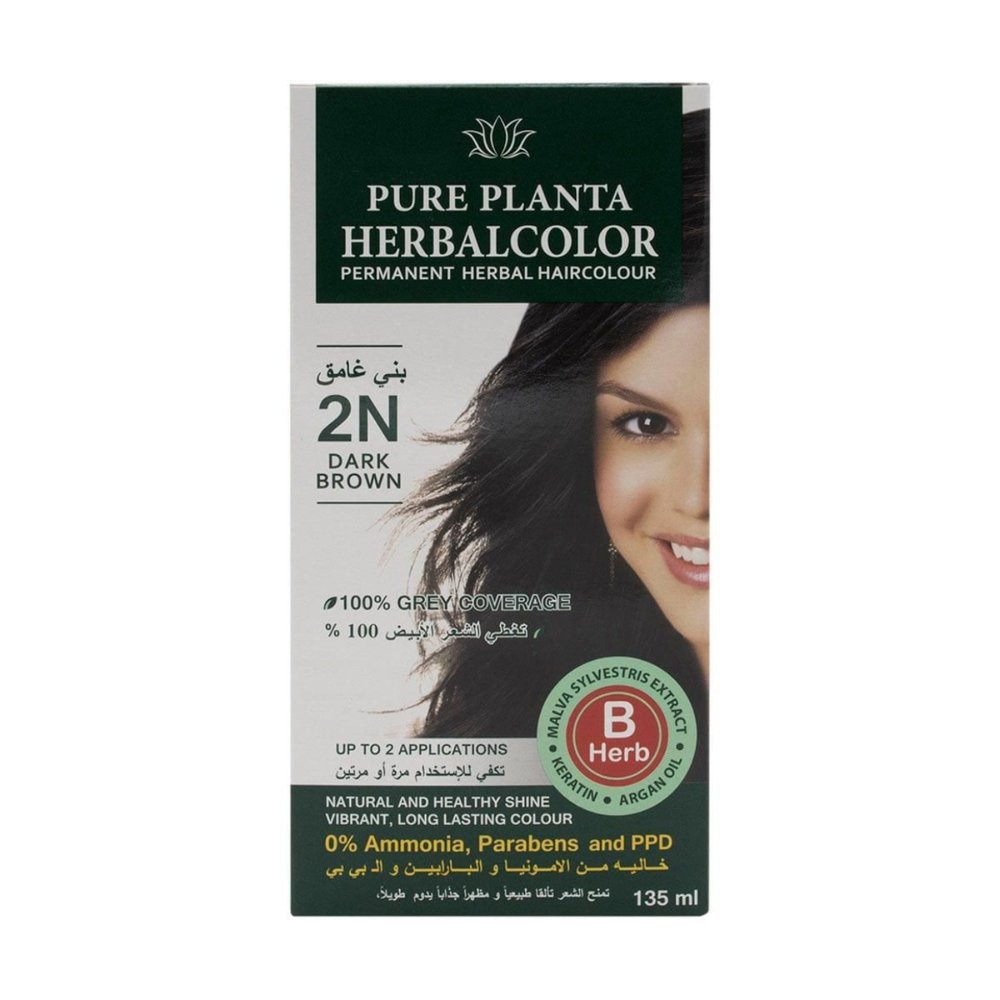 PURE PLANTA
HERBALCOLOR
PERMANENT HERBAL HAIRCOLOUR
بني غامق
2N
DARK
BROWN
100% GREY COVERAGE
تغطي الشعر الأبيض 100 %
MALVA SYLVESTRIS EXTRACT • ARGAN OIL • KERATIN •
B
Herb
UP TO 2 APPLICATIONS
تكفي للإستخدام مرة أو مرتين
NATURAL AND HEALTHY SHINE
VIBRANT, LONG LASTING COLOUR
0% Ammonia, Parabens and PPD
خاليه من الامونيا و البارابين و الـ بي بي
تمنح الشعر تألقا طبيعياً و مظهراً جذّاباً يدوم طويلاً،
135 ml